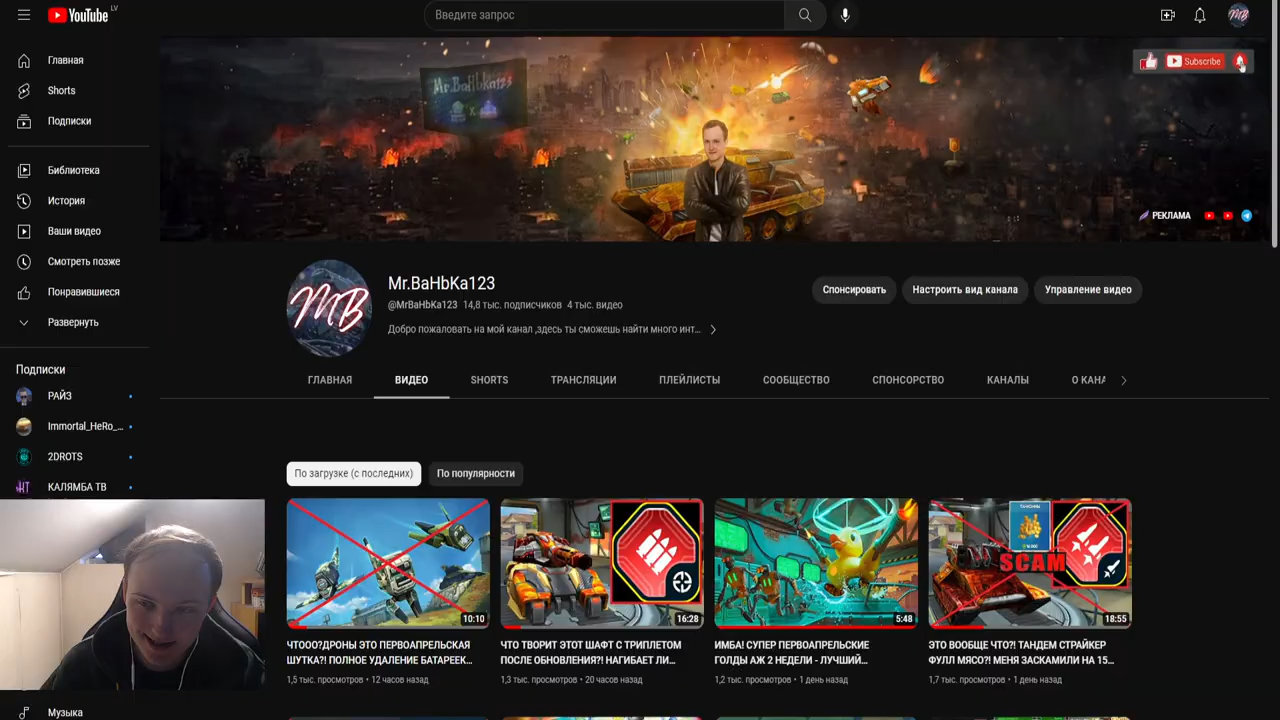 YouTube LV
Введите запрос
Главная
Shorts
Подписки
Библиотека
История
Ваши видео
Смотреть позже
Понравившиеся
Развернуть
Подписки
РАЙЗ
Immortal_HeRo_...
2DROTS
КАЛЯМБА ТВ
Музыка
Mr.BaHbka123
X
Subscribe
РЕКЛАМА
MB
Mr.BaHbKa123
@MrBaHbKa123 14,8 тыс. подписчиков 4 тыс. видео
Добро пожаловать на мой канал ,здесь ты сможешь найти много инт...
Спонсировать
Настроить вид канала
Управление видео
ГЛАВНАЯ
ВИДЕО
SHORTS
ТРАНСЛЯЦИИ
ПЛЕЙЛИСТЫ
СООБЩЕСТВО
СПОНСОРСТВО
КАНАЛЫ
О КАНА
По загрузке (с последних)
По популярности
10:10
ЧТООО?ДРОНЫ ЭТО ПЕРВОАПРЕЛЬСКАЯ
ШУТКА?! ПОЛНОЕ УДАЛЕНИЕ БАТАРЕЕК...
1,5 тыс. просмотров • 12 часов назад
16:28
ЧТО ТВОРИТ ЭТОТ ШАФТ С ТРИПЛЕТОМ
ПОСЛЕ ОБНОВЛЕНИЯ?! НАГИБАЕТ ЛИ...
1,3 тыс. просмотров • 20 часов назад
5:48
ИМБА! СУПЕР ПЕРВОАПРЕЛЬСКИЕ
ГОЛДЫ АЖ 2 НЕДЕЛИ - ЛУЧШИЙ...
1,2 тыс. просмотров • 1 день назад
SCAM
18:55
ЭТО ВООБЩЕ ЧТО?! ТАНДЕМ СТРАЙКЕР
ФУЛЛ МЯСО?! МЕНЯ ЗАСКАМИЛИ НА 15...
1,7 тыс. просмотров • 1 день назад